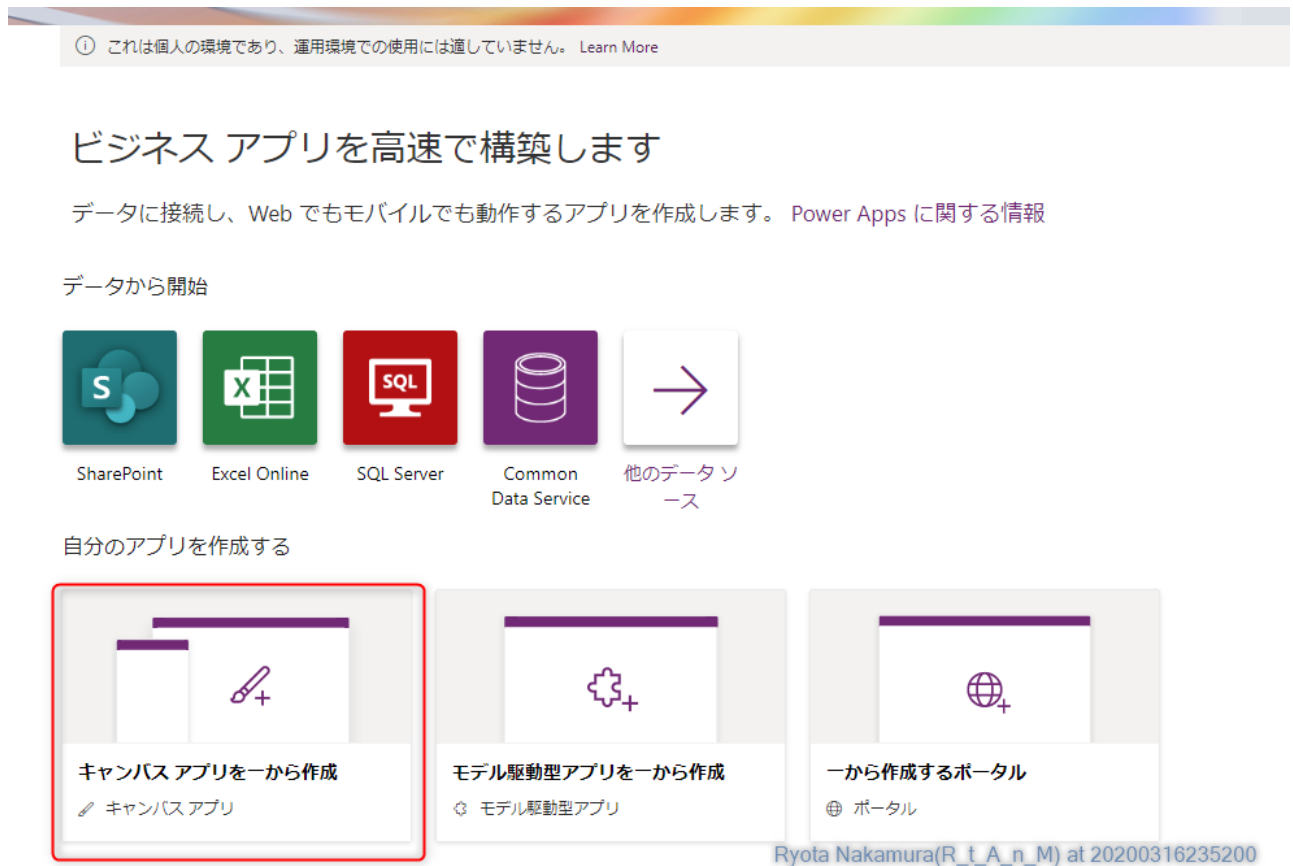 これは個人の環境であり、運用環境での使用には適していません。 Learn More
ビジネス アプリを高速で構築します
データに接続し、Web でもモバイルでも動作するアプリを作成します。 Power Apps に関する情報
データから開始
S
X
SQL
SharePoint
Excel Online
SQL Server
Common
Data Service
他のデータ ソ
ース
自分のアプリを作成する
キャンバス アプリを一から作成
キャンバス アプリ
モデル駆動型アプリを一から作成
モデル駆動型アプリ
一から作成するポータル
ポータル
Ryota Nakamura(R_t_A_n_M) at 20200316235200